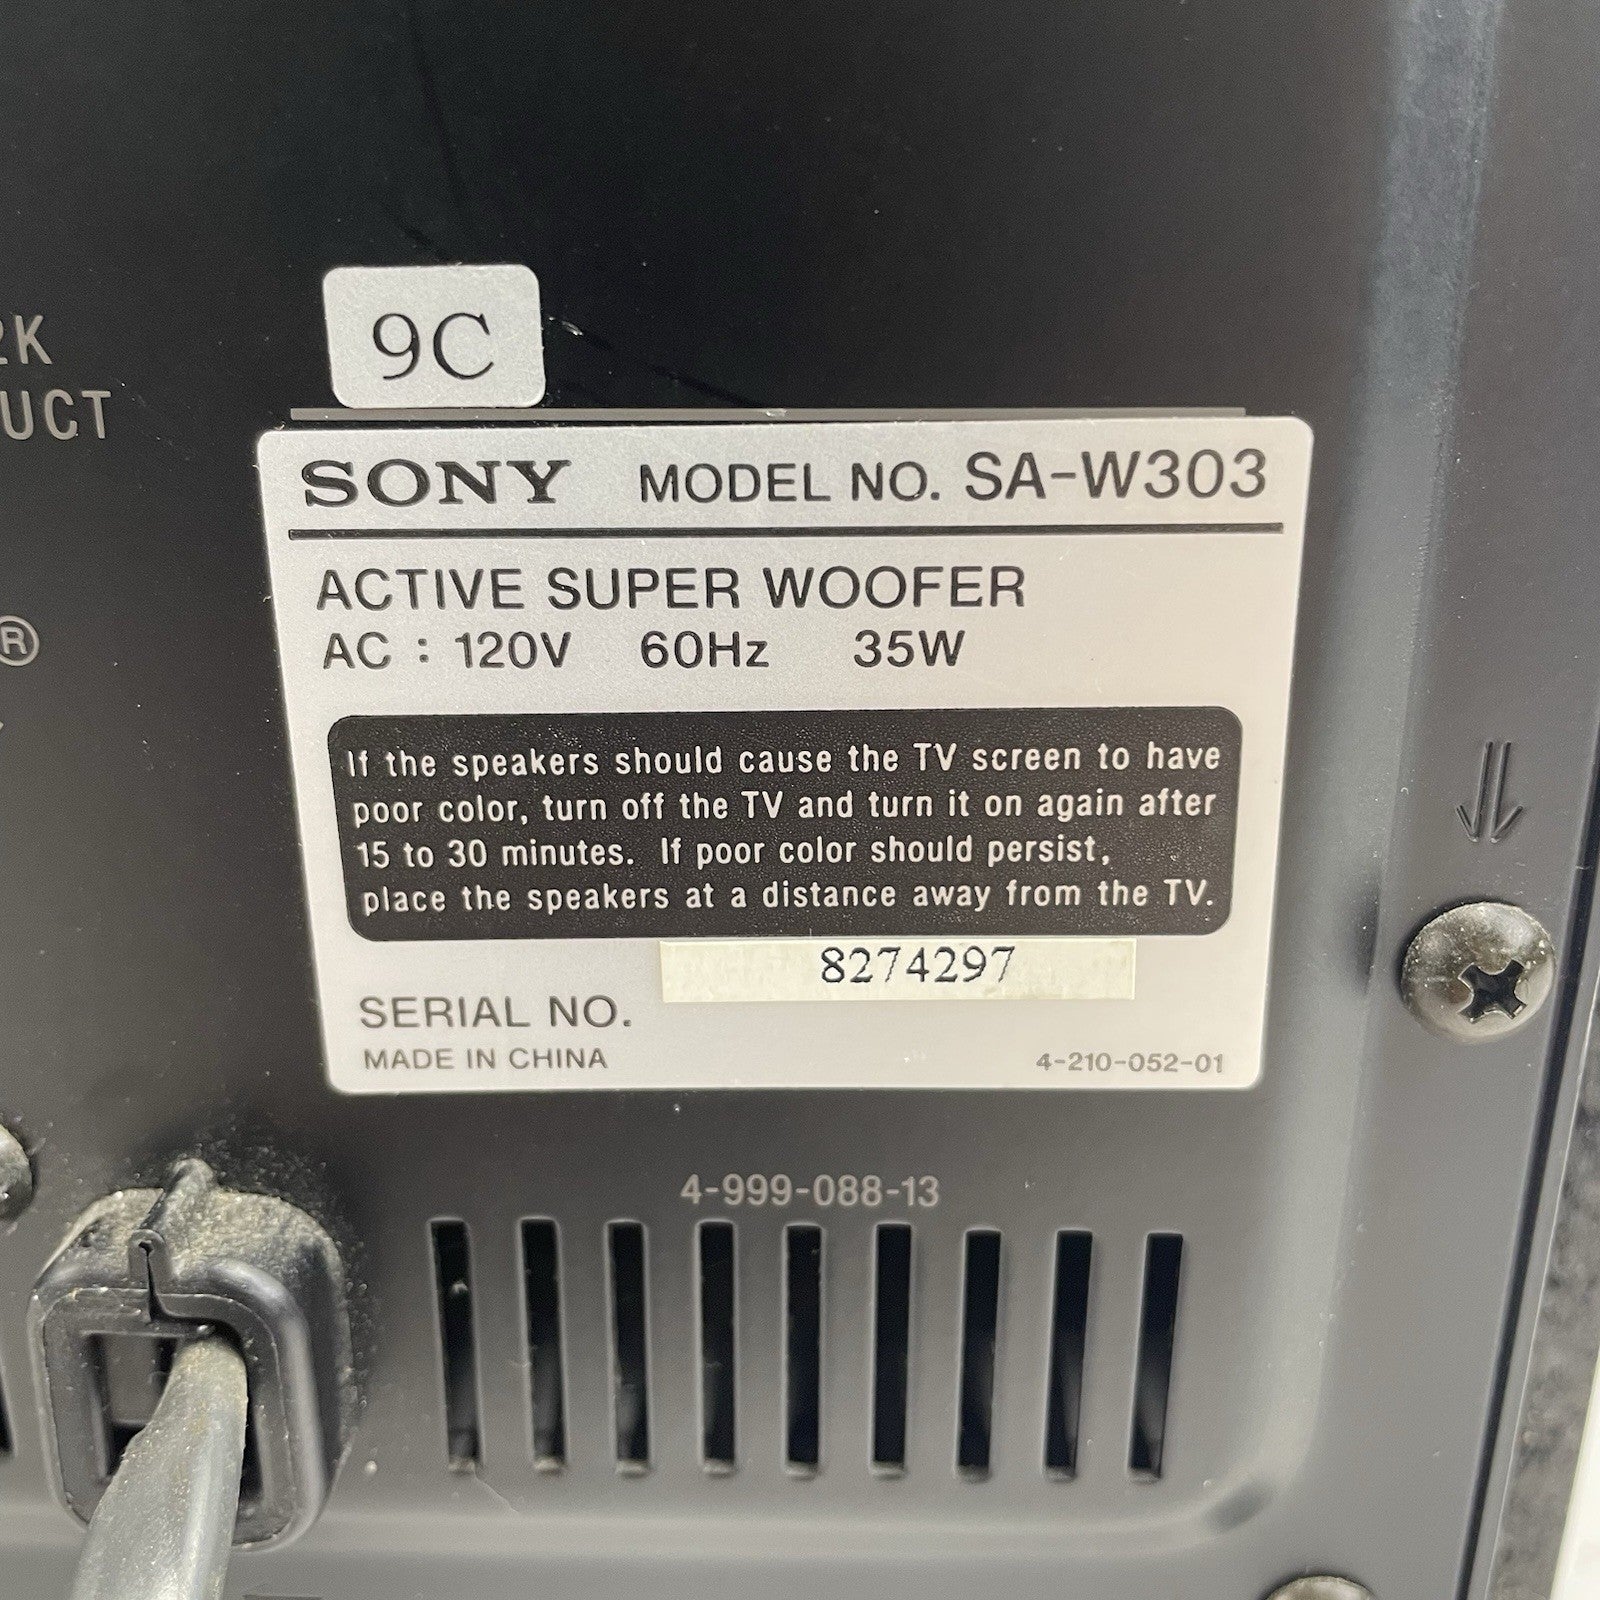 9C
2K
UCT
SONY MODEL NO. SA-W303
ACTIVE SUPER WOOFER
®
AC : 120V 60Hz 35W
If the speakers should cause the TV screen to have
poor color, turn off the TV and turn it on again after
15 to 30 minutes. If poor color should persist,
place the speakers at a distance away from the TV.
8274297
SERIAL NO.
MADE IN CHINA 4-210-052-01
4-999-088-13